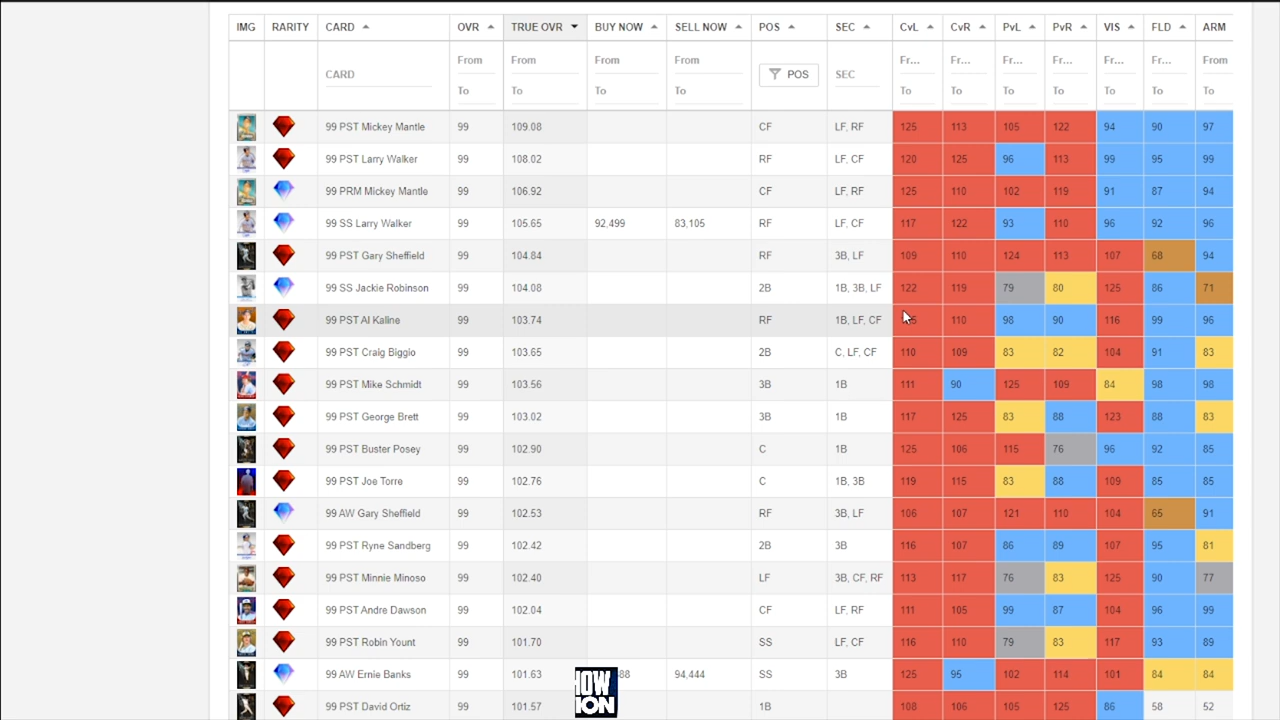 IMG RARITY CARD OVR TRUE OVR BUY NOW SELL NOW POS SEC CvL CvR PvL PvR VIS FLD ARM
From From From From Fr... Fr... Fr... Fr... Fr... Fr... From
CARD POS SEC
To To To To To To To To To To To
99 PST Mickey Mantle 99 109.08 CF LF, RF 125 113 105 122 94 90 97
99 PST Larry Walker 99 108.02 RF LF, CF 120 125 96 113 99 95 99
99 PRM Mickey Mantle 99 106.92 CF LF, RF 125 110 102 119 91 87 94
99 SS Larry Walker 99 105.65 92,499 RF LF, CF 117 122 93 110 96 92 96
99 PST Gary Sheffield 99 104.84 RF 3B, LF 109 110 124 113 107 68 94
99 SS Jackie Robinson 99 104.08 2B 1B, 3B, LF 122 119 79 80 125 86 71
99 PST Al Kaline 99 103.74 RF 1B, LF, CF 110 98 90 116 99 96
99 PST Craig Biggio 99 103.65 2B C, LF, CF 110 109 83 82 104 91 83
99 PST Mike Schmidt 99 103.56 3B 1B 111 90 125 109 84 98 98
99 PST George Brett 99 103.02 3B 1B 117 125 83 88 123 88 83
99 PST Buster Posey 99 102.90 C 1B 125 106 115 76 96 92 85
99 PST Joe Torre 99 102.76 C 1B, 3B 119 115 83 88 109 85 85
99 AW Gary Sheffield 99 102.53 RF 3B, LF 106 107 121 110 104 65 91
99 PST Ryne Sandberg 99 102.42 2B 3B 116 107 86 89 107 95 81
99 PST Minnie Minoso 99 102.40 LF 3B, CF, RF 113 117 76 83 125 90 77
99 PST Andre Dawson 99 102.04 CF LF, RF 111 105 99 87 104 96 99
99 PST Robin Yount 99 101.70 SS LF, CF 116 110 79 83 117 93 89
99 AW Banks 99 101.63 94,444 SS 3B 125 95 102 114 101 84 84
99 PST David Ortiz 99 101.57 1B 108 106 105 125 86 58 52